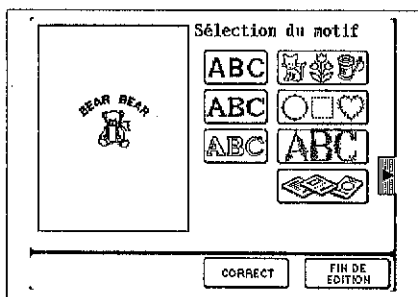 Sélection du motif
BEAR BEAR
ABC
ABC
ABC
ABC
CORRECT
FIN DE
EDITION